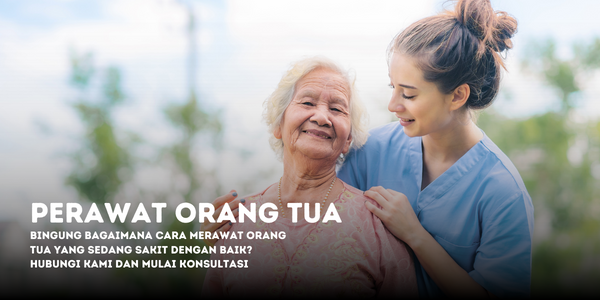 PERAWAT ORANG TUA
BINGUNG BAGAIMANA CARA MERAWAT ORANG
TUA YANG SEDANG SAKIT DENGAN BAIK?
HUBUNGI KAMI DAN MULAI KONSULTASI